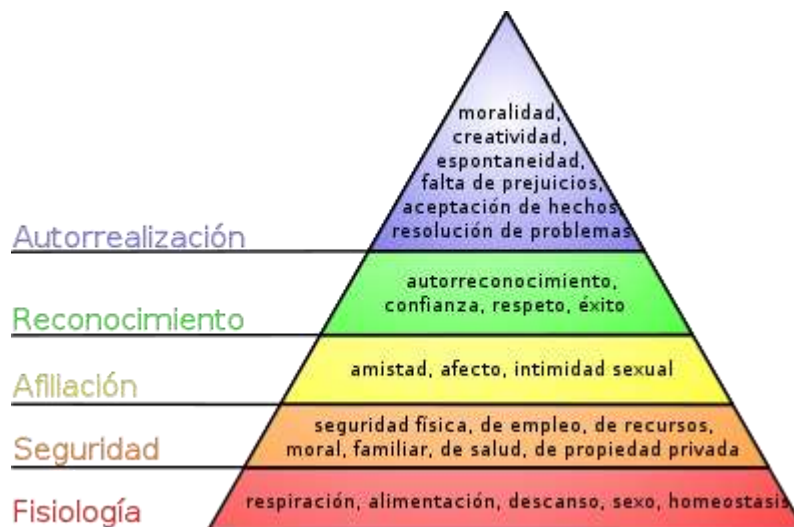 moralidad,
creatividad,
espontaneidad,
falta de prejuicios,
aceptación de hechos,
resolución de problemas
Autorrealización
autorreconocimiento,
confianza, respeto, éxito
Reconocimiento
amistad, afecto, intimidad sexual
Afiliación
seguridad física, de empleo, de recursos,
moral, familiar, de salud, de propiedad privada
Seguridad
respiración, alimentación, descanso, sexo, homeostasis
Fisiología